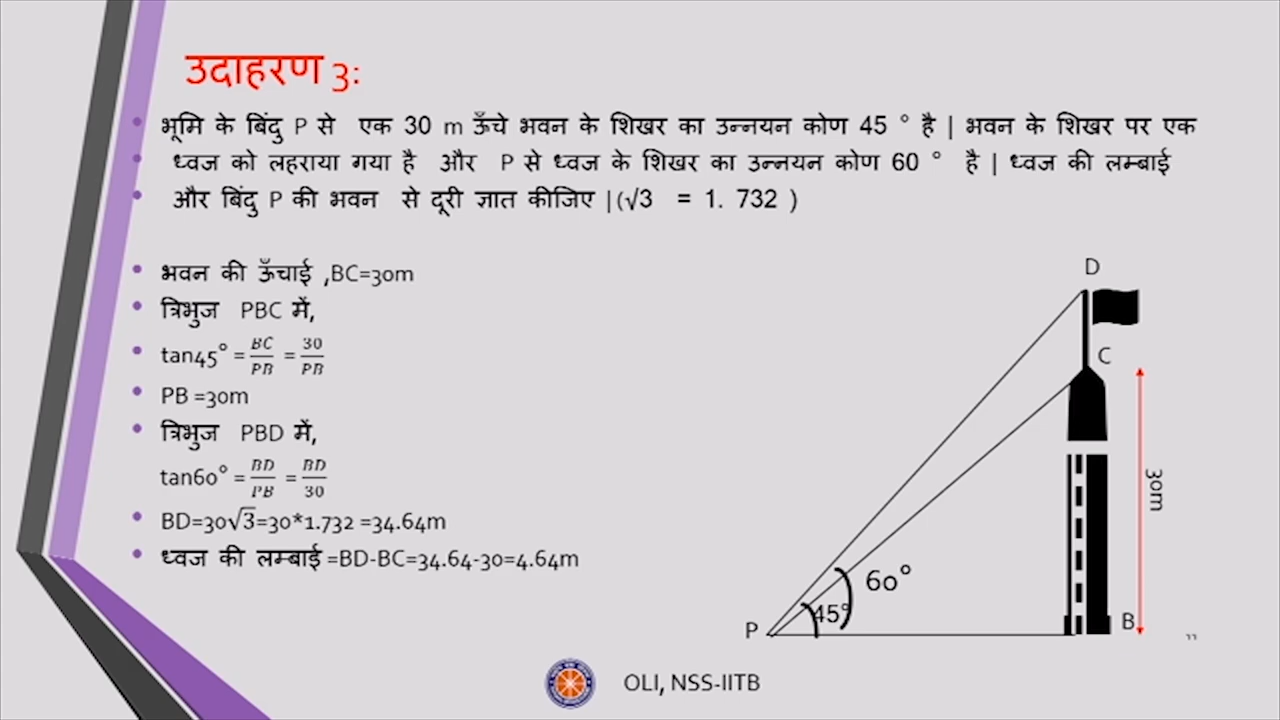 उदाहरण 3:
भूमि के बिंदु P से एक 30 m ऊँचे भवन के शिखर का उन्नयन कोण 45 ° है | भवन के शिखर पर एक
ध्वज को लहराया गया है और P से ध्वज के शिखर का उन्नयन कोण 60 ° है | ध्वज की लम्बाई
और बिंदु P की भवन से दूरी ज्ञात कीजिए |(√3 = 1. 732 )
भवन की ऊँचाई ,BC=30m
त्रिभुज PBC में,
tan45° = BC/PB = 30/PB
PB =30m
त्रिभुज PBD में,
tan60° = BD/PB = BD/30
BD=30√3=30*1.732 =34.64m
ध्वज की लम्बाई =BD-BC=34.64-30=4.64m
D
C
30m
60°
45°
P
B
OLI, NSS-IITB